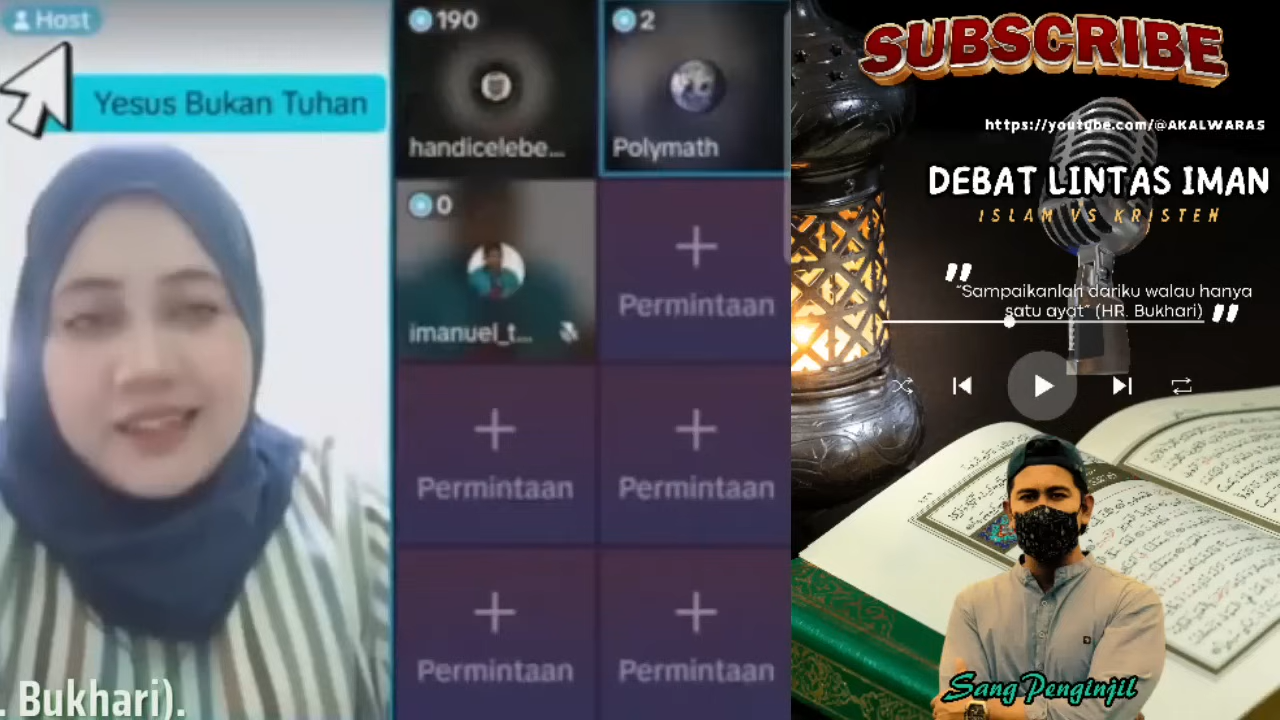 Host
Yesus Bukan Tuhan
190
handicelebe...
2
Polymath
0
imanuel_t...
Permintaan
Permintaan
Permintaan
Permintaan
Permintaan
. Bukhari).
SUBSCRIBE
https://youtube.com/@AKALWARAS
DEBAT LINTAS IMAN
ISLAM VS KRISTEN
"Sampaikanlah dariku walau hanya
satu ayat" (HR. Bukhari)
Sang Penginjil